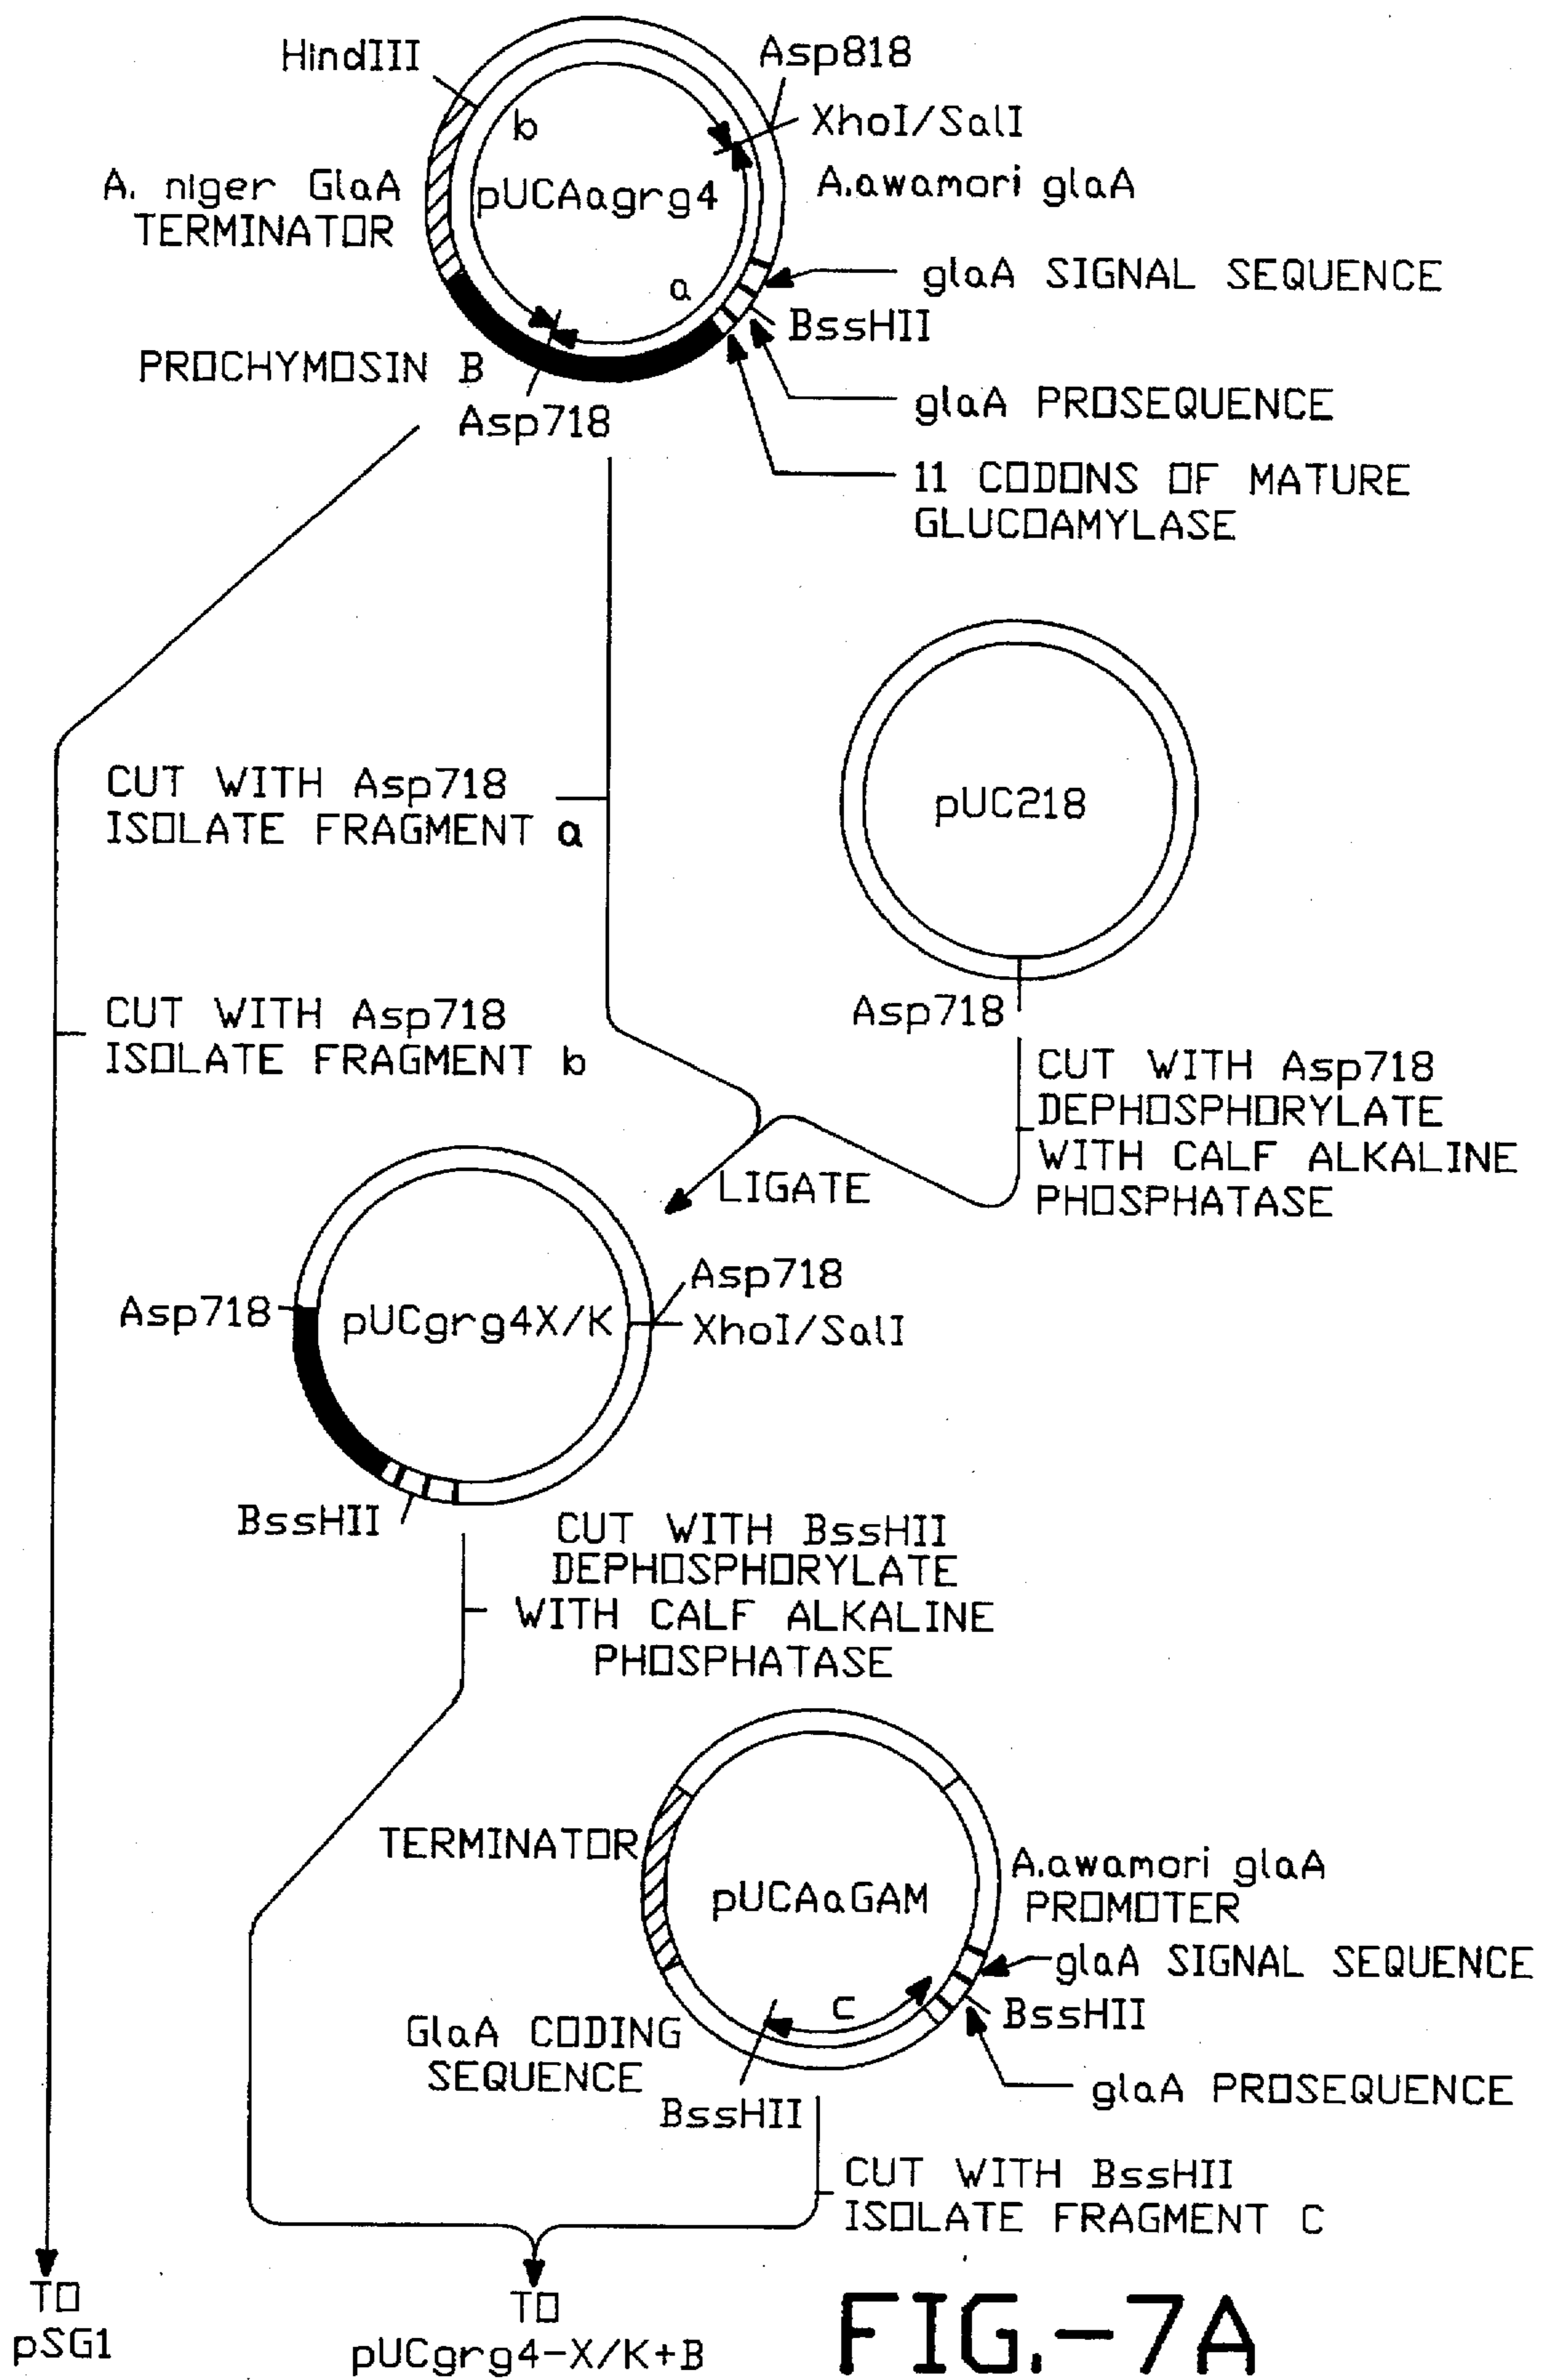 HindIII
Asp818
XhoI/SalI
b
pUCAagrg4
A. niger GlaA
TERMINATOR
A.awamori glaA
a
glaA SIGNAL SEQUENCE
BssHII
PROCHYMOSIN B
Asp718
glaA PROSEQUENCE
11 CODONS OF MATURE
GLUCOAMYLASE
CUT WITH Asp718
ISOLATE FRAGMENT a
pUC218
Asp718
CUT WITH Asp718
ISOLATE FRAGMENT b
CUT WITH Asp718
DEPHOSPHORYLATE
WITH CALF ALKALINE
PHOSPHATASE
LIGATE
Asp718
pUCgrg4X/K
Asp718
XhoI/SalI
BssHII
CUT WITH BssHII
DEPHOSPHORYLATE
WITH CALF ALKALINE
PHOSPHATASE
TERMINATOR
pUCAaGAM
A.awamori glaA
PROMOTER
glaA SIGNAL SEQUENCE
BssHII
c
GlaA CODING
SEQUENCE
BssHII
glaA PROSEQUENCE
CUT WITH BssHII
ISOLATE FRAGMENT C
TO
pSG1
TO
pUCgrg4-X/K+B
FIG.-7A